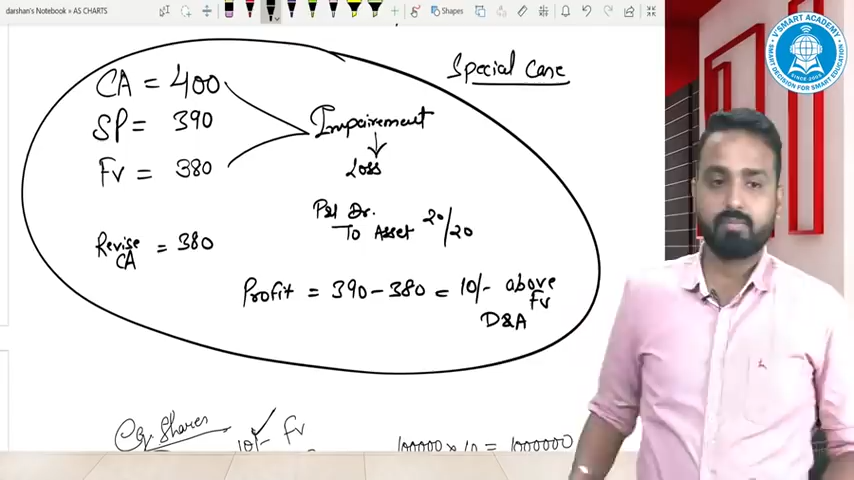 darshan's Notebook » AS CHARTS
Shapes
V'SMART ACADEMY
SINCE-2005
SMART DECISION FOR SMART EDUCATION
Special Case
CA = 400
SP = 390
FV = 380
Impairement
Loss
P&L Dr.
To Asset 20/20
Revise CA = 380
Profit = 390-380 = 10/- above FV
D&A
Eq. Shares
10/- FV
100000 x 10 = 1000000